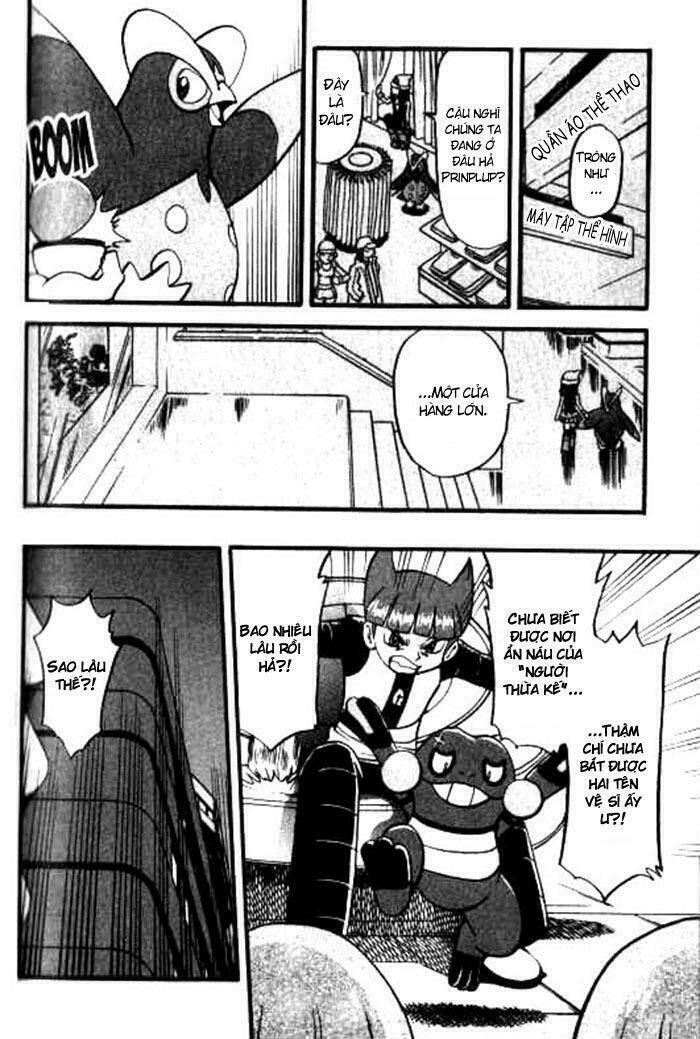 QUẦN ÁO THỂ THAO
TRÔNG
NHƯ
...
MÁY TẬP THỂ HÌNH
CẬU NGHĨ
CHÚNG TA
ĐANG Ở
ĐÂU HẢ
PRINPLUP?
ĐÂY
LÀ
ĐÂU?
BOOM
...MỘT CỬA
HÀNG LỚN.
CHƯA BIẾT
ĐƯỢC NƠI
ẨN NÁU CỦA
"NGƯỜI
THỪA KẾ"...
...THẬM
CHÍ CHƯA
BẮT ĐƯỢC
HAI TÊN
VỆ SĨ ẤY
Ư?!
BAO NHIÊU
LÂU RỒI
HẢ?!
SAO LÂU
THẾ?!